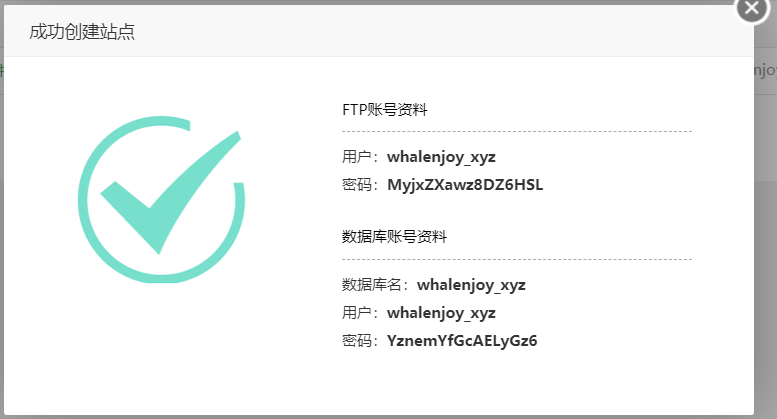 成功创建站点
FTP账号资料
用户：whalenjoy_xyz
密码：MyjxZXawz8DZ6HSL
数据库账号资料
数据库名：whalenjoy_xyz
用户：whalenjoy_xyz
密码：YznemYfGcAELyGz6